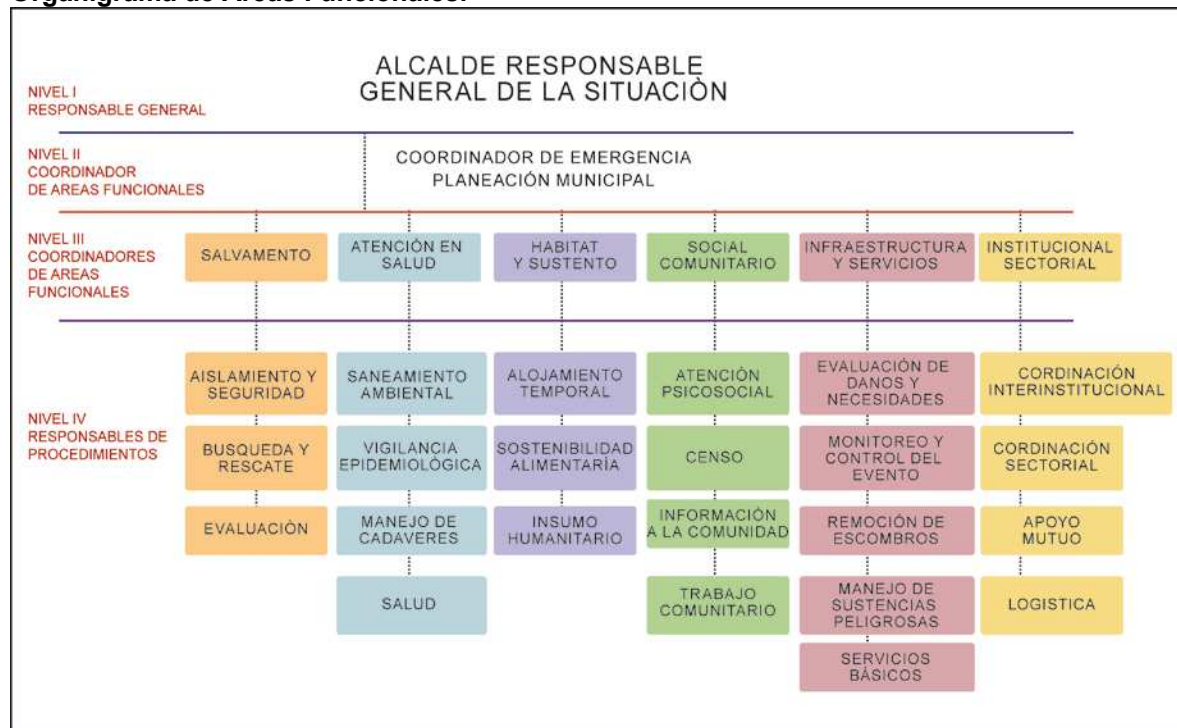 Organigrama de Areas Funcionales.
ALCALDE RESPONSABLE
GENERAL DE LA SITUACIÒN
NIVEL I
RESPONSABLE GENERAL
NIVEL II
COORDINADOR
DE AREAS FUNCIONALES
COORDINADOR DE EMERGENCIA
PLANEACIÓN MUNICIPAL
NIVEL III
COORDINADORES
DE AREAS
FUNCIONALES
SALVAMENTO
ATENCIÓN EN
SALUD
HABITAT
Y SUSTENTO
SOCIAL
COMUNITARIO
INFRAESTRUCTURA
Y SERVICIOS
INSTITUCIONAL
SECTORIAL
NIVEL IV
RESPONSABLES DE
PROCEDIMIENTOS
AISLAMIENTO Y
SEGURIDAD
SANEAMIENTO
AMBIENTAL
ALOJAMIENTO
TEMPORAL
ATENCIÓN
PSICOSOCIAL
EVALUACIÓN DE
DANOS Y
NECESIDADES
CORDINACIÓN
INTERINSTITUCIONAL
BUSQUEDA Y
RESCATE
VIGILANCIA
EPIDEMIOLÒGICA
SOSTENIBILIDAD
ALIMENTARÍA
CENSO
MONITOREO Y
CONTROL DEL
EVENTO
CORDINACIÓN
SECTORIAL
EVALUACIÒN
MANEJO DE
CADAVERES
INSUMO
HUMANITARIO
INFORMACIÓN
A LA COMUNIDAD
REMOCIÓN DE
ESCOMBROS
APOYO
MUTUO
SALUD
TRABAJO
COMUNITARIO
MANEJO DE
SUSTENCIAS
PELIGROSAS
LOGISTICA
SERVICIOS
BÁSICOS